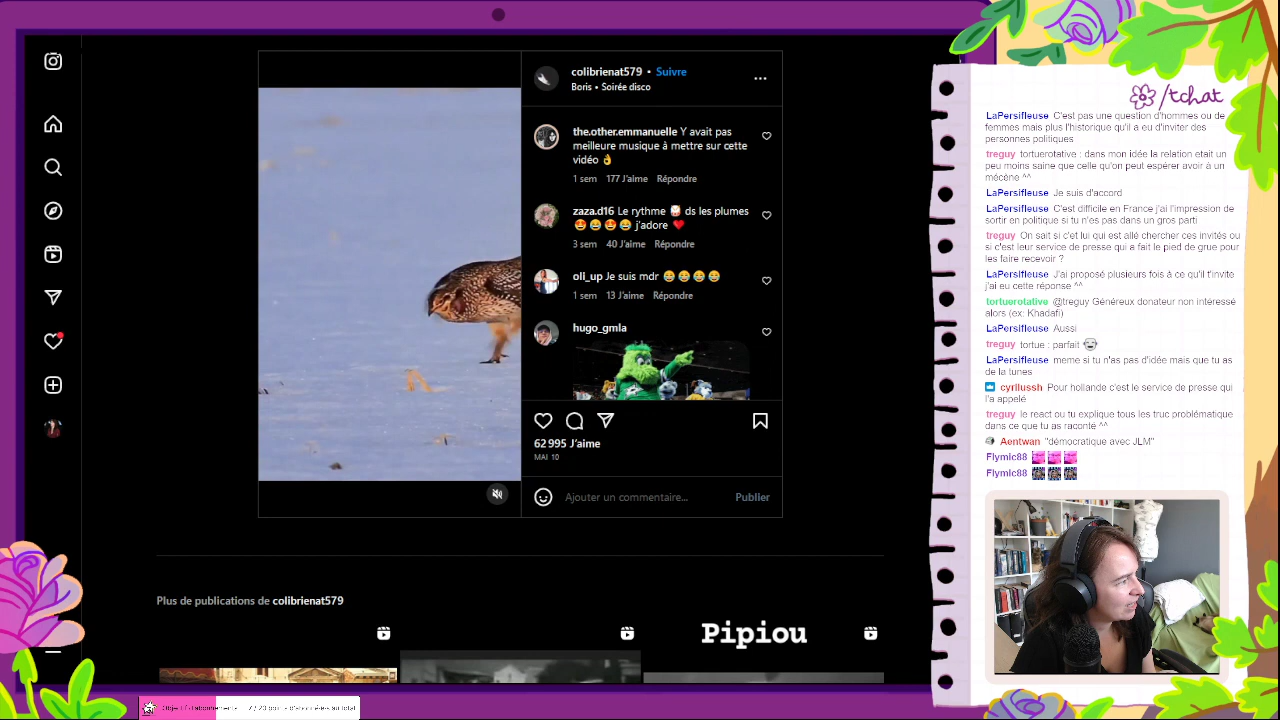 colibrienat579 • Suivre
Boris • Soirée disco
the.other.emmanuelle Y avait pas
meilleure musique à mettre sur cette
vidéo 👌
1 sem 177 J'aime Répondre
zaza.d16 Le rythme 🥁 ds les plumes
🤩😂🤩😂 j'adore ❤️
3 sem 40 J'aime Répondre
oli_up Je suis mdr 😂😂😂😂
1 sem 13 J'aime Répondre
hugo_gmla
62 995 J'aime
MAI 10
Ajouter un commentaire... Publier
Plus de publications de colibrienat579
Pipiou
/tchat
LaPersifleuse C'est pas une question d'hommes ou de
femmes mais plus l'historique qu'il a eu d'inviter des
personnes politiques
treguy tortuerotative : dans mon idée la relation etait un
peu moins saine que celle qu'on peut espérer avoir à un
mécène ^^
LaPersifleuse Je suis d'accord
LaPersifleuse C'est difficile en France j'ai l'impression de
sortir en politique si tu n'es pas dans un gros parti
treguy On sait si c'et lui qui est allé chercher ces invités ou
si c'est leur service de presse qui a fait le pied de grue pour
les faire recevoir ?
LaPersifleuse J'ai proposé plusieurs fois à ce qu'il t'invite
j'ai eu cette réponse ^^
tortuerotative @treguy Généreux donateur non intéressé
alors (ex: Khadafi)
LaPersifleuse Aussi
treguy tortue : parfait
LaPersifleuse meme si tu n'as pas d'idée mais que tu as
de la tunes
cyrilussh Pour hollande c'est le service de presse qui
l'a appelé
treguy le react ou tu explique tous les truc problématique
dans ce que tu as raconté ^^
Aentwan "démocratique avec JLM"
Flymic88
Flymic88